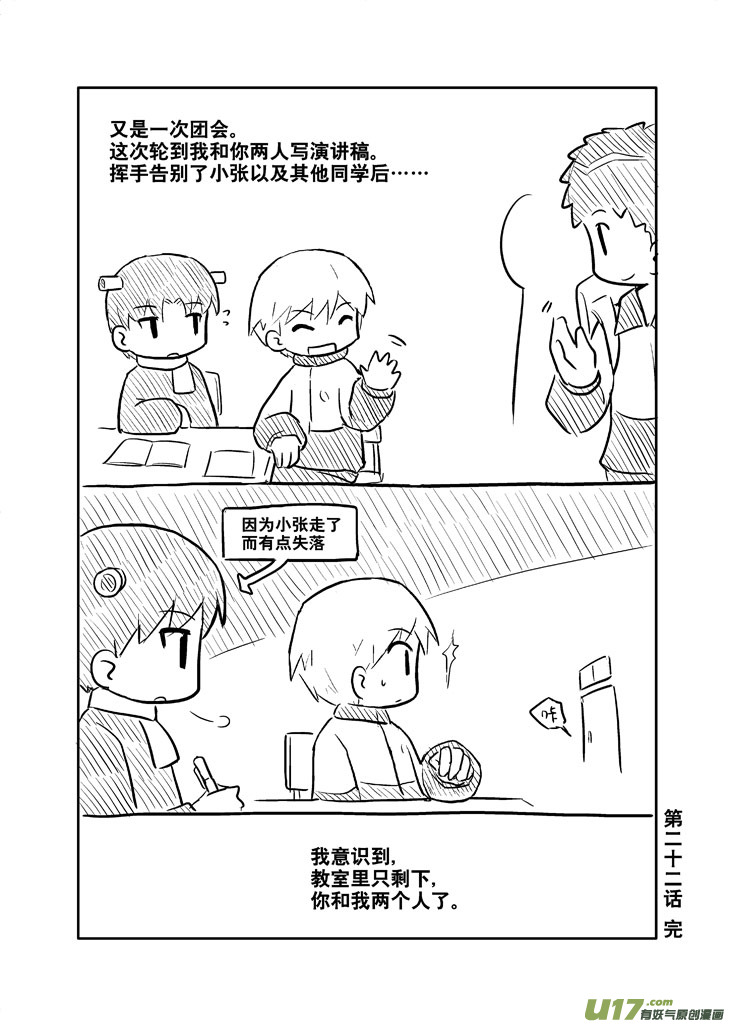 又是一次团会。
这次轮到我和你两人写演讲稿。
挥手告别了小张以及其他同学后……
因为小张走了
而有点失落
咔
我意识到,
教室里只剩下,
你和我两个人了。
第二十二话 完
U17.com
有妖气原创漫画